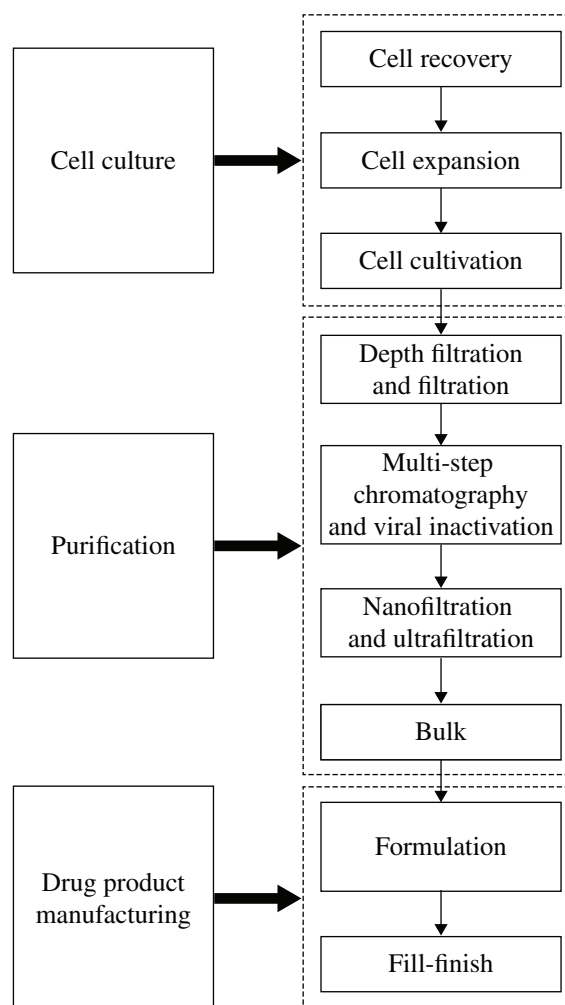 Cell culture
Cell recovery
Cell expansion
Cell cultivation
Purification
Depth filtration
and filtration
Multi-step
chromatography
and viral inactivation
Nanofiltration
and ultrafiltration
Bulk
Drug product
manufacturing
Formulation
Fill-finish